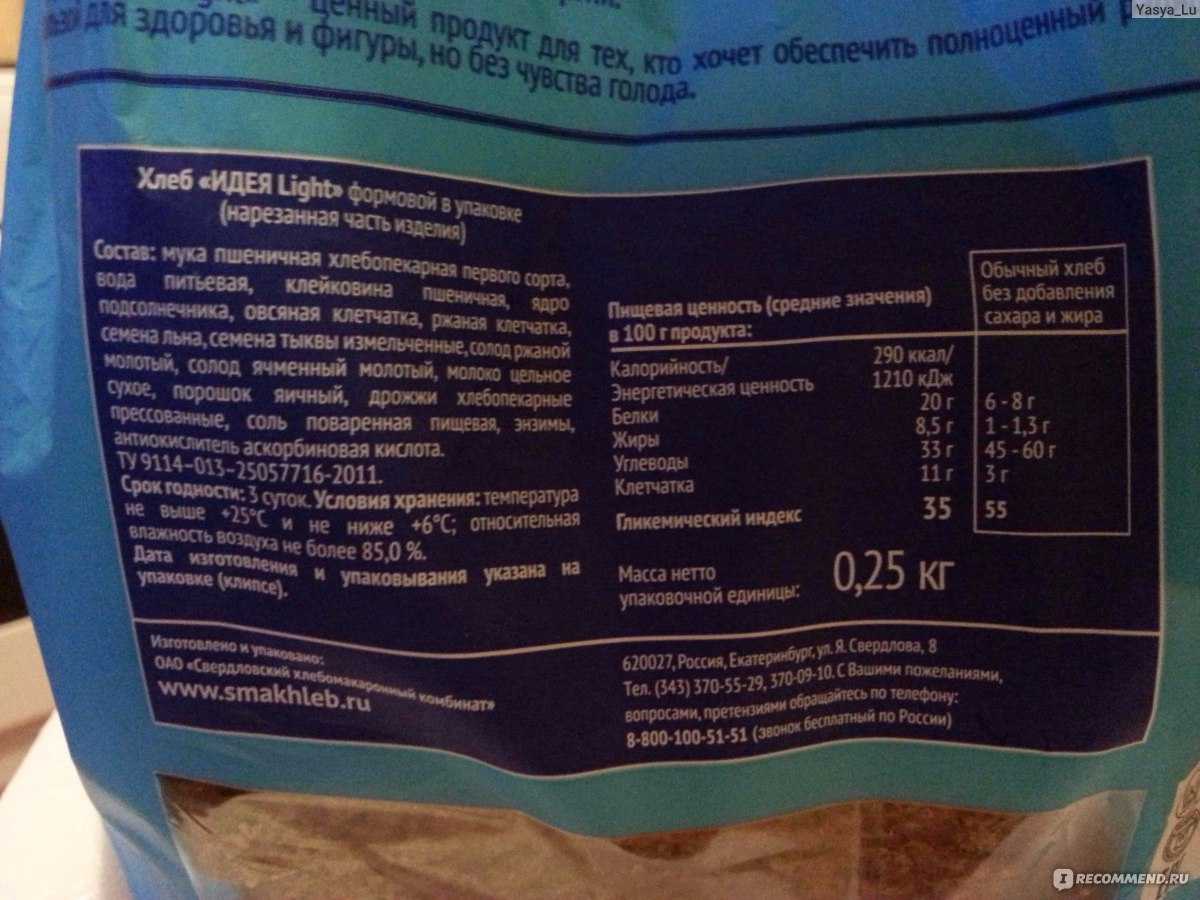 Yasya_Lu
ценный продукт для тех, кто хочет обеспечить полноценный
для здоровья и фигуры, но без чувства голода.
Хлеб «ИДЕЯ Light» формовой в упаковке
(нарезанная часть изделия)
Состав: мука пшеничная хлебопекарная первого сорта,
вода питьевая, клейковина пшеничная, ядро
подсолнечника, овсяная клетчатка, ржаная клетчатка,
семена льна, семена тыквы измельченные, солод ржаной
молотый, солод ячменный молотый, молоко цельное
сухое, порошок яичный, дрожжи хлебопекарные
прессованные, соль поваренная пищевая, энзимы,
антиокислитель аскорбиновая кислота.
ТУ 9114-013-25057716-2011.
Срок годности: 3 суток. Условия хранения: температура
не выше +25°С и не ниже +6°С; относительная
влажность воздуха не более 85,0 %.
Дата изготовления и упаковывания указана на
упаковке (клипсе).
Пищевая ценность (средние значения)
в 100 г продукта:
Обычный хлеб
без добавления
сахара и жира
Калорийность/ 290 ккал/
Энергетическая ценность 1210 кДж
Белки 20 г 6 - 8 г
Жиры 8,5 г 1 - 1,3 г
Углеводы 33 г 45 - 60 г
Клетчатка 11 г 3 г
Гликемический индекс 35 55
Масса нетто
упаковочной единицы: 0,25 кг
Изготовлено и упаковано:
ОАО «Свердловский хлебомакаронный комбинат»
www.smakhleb.ru
620027, Россия, Екатеринбург, ул. Я. Свердлова, 8
Тел. (343) 370-55-29, 370-09-10. С Вашими пожеланиями,
вопросами, претензиями обращайтесь по телефону:
8-800-100-51-51 (звонок бесплатный по России)
IRECOMMEND.RU